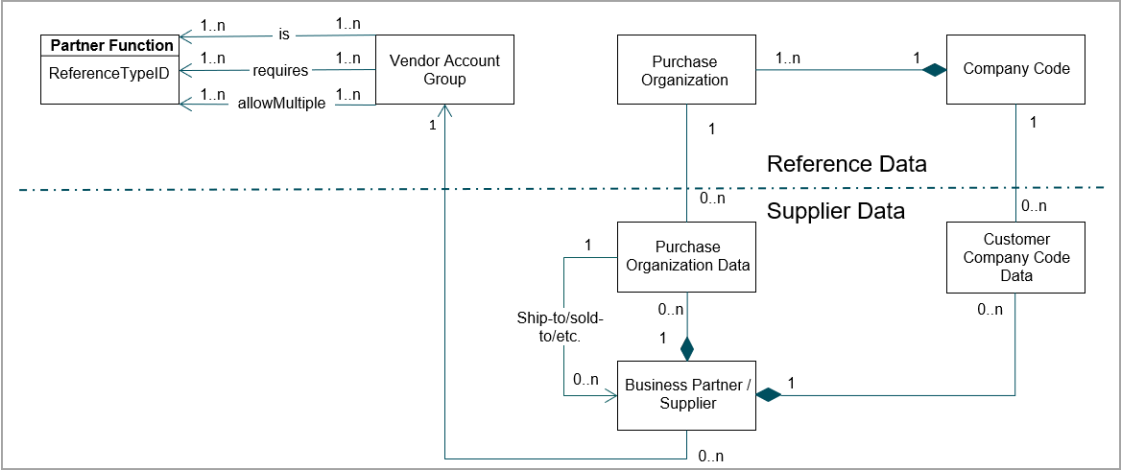 1..n
is
1..n
Partner Function
ReferenceTypeID
1..n
requires
1..n
1..n
allowMultiple
1..n
Vendor Account
Group
1
Purchase
Organization
1..n
1
Company Code
1
1
Reference Data
0..n
0..n
Supplier Data
1
Purchase
Organization Data
Customer
Company Code
Data
0..n
0..n
Ship-to/sold-
to/etc.
1
0..n
Business Partner /
Supplier
1
0..n